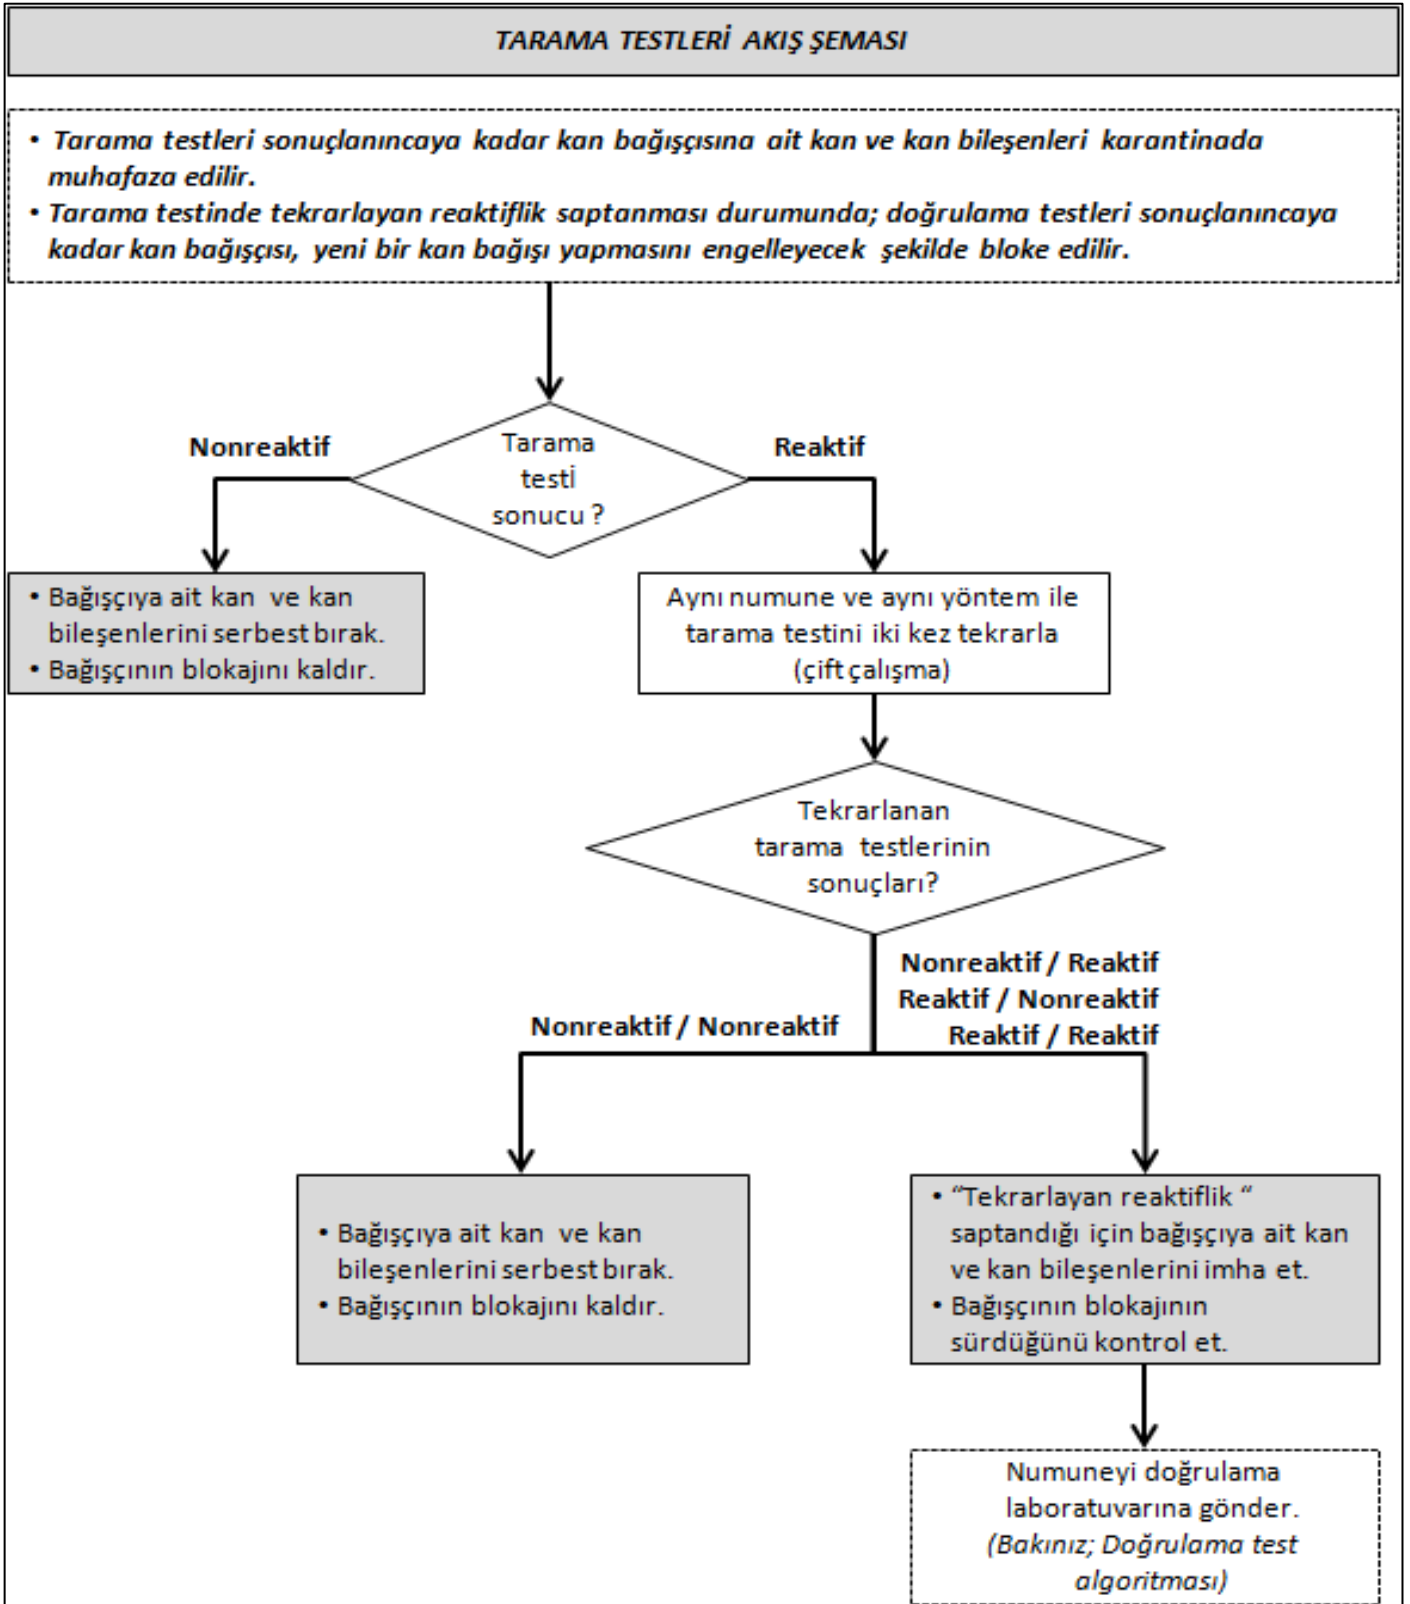 TARAMA TESTLERİ AKIŞ ŞEMASI
• Tarama testleri sonuçlanıncaya kadar kan bağışçısına ait kan ve kan bileşenleri karantinada
muhafaza edilir.
• Tarama testinde tekrarlayan reaktiflik saptanması durumunda; doğrulama testleri sonuçlanıncaya
kadar kan bağışçısı, yeni bir kan bağışı yapmasını engelleyecek şekilde bloke edilir.
Nonreaktif
Tarama
testİ
sonucu ?
Reaktif
• Bağışçıya ait kan ve kan
bileşenlerini serbest bırak.
• Bağışçının blokajını kaldır.
Aynı numune ve aynı yöntem ile
tarama testini iki kez tekrarla
(çift çalışma)
Tekrarlanan
tarama testlerinin
sonuçları?
Nonreaktif / Nonreaktif
Nonreaktif / Reaktif
Reaktif / Nonreaktif
Reaktif / Reaktif
• Bağışçıya ait kan ve kan
bileşenlerini serbest bırak.
• Bağışçının blokajını kaldır.
• “Tekrarlayan reaktiflik “
saptandığı için bağışçıya ait kan
ve kan bileşenlerini imha et.
• Bağışçının blokajının
sürdüğünü kontrol et.
Numuneyi doğrulama
laboratuvarına gönder.
(Bakınız; Doğrulama test
algoritması)